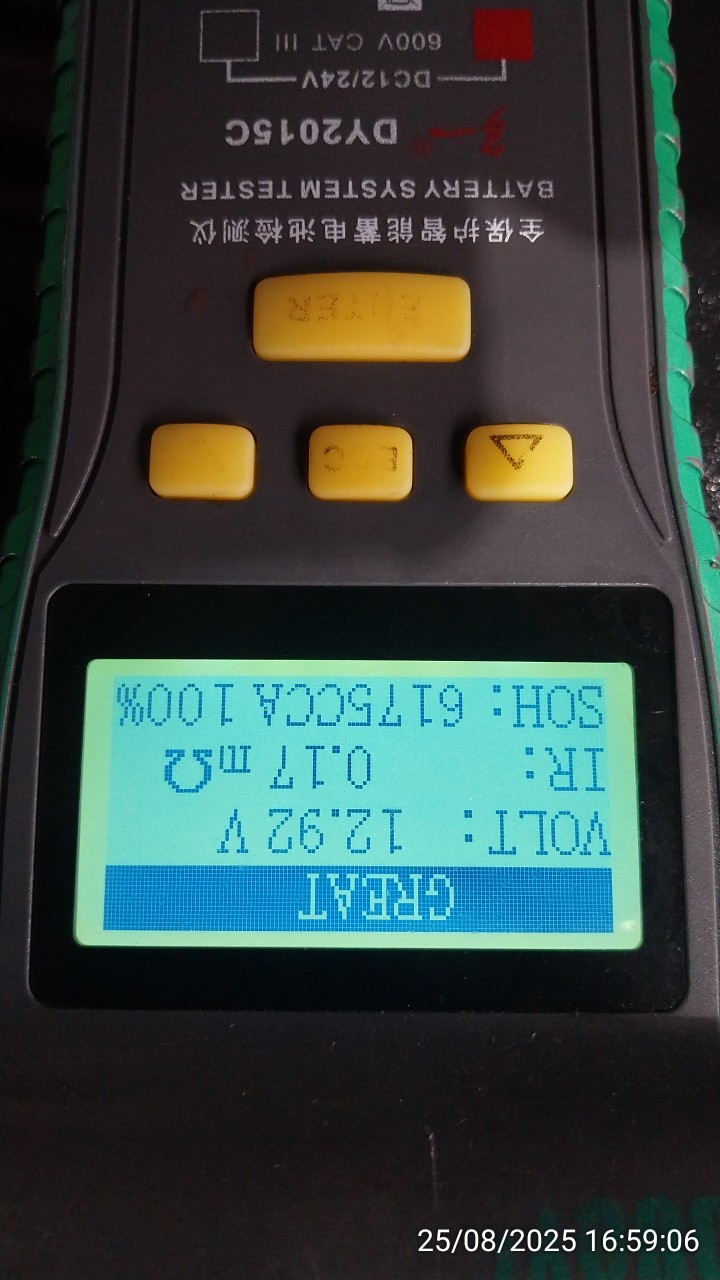 GREAT
VOLT: 12.92 V
IR: 0.17 mΩ
SOH: 6175CCA 100%
ENTER
全保护智能蓄电池检测仪
BATTERY SYSTEM TESTER
DY2015C
DC12/24V
600V CAT III
25/08/2025 16:59:06